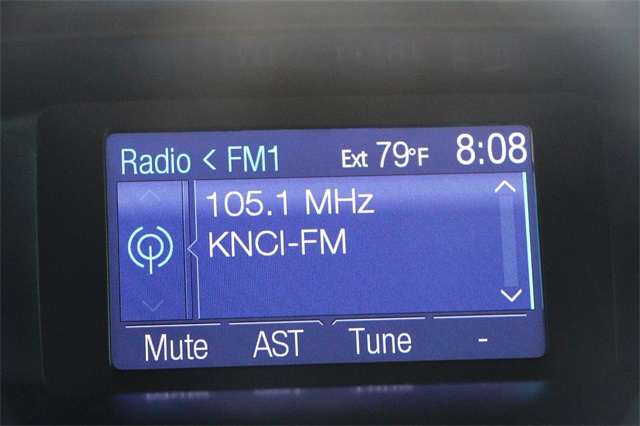 Radio < FM1 Ext 79°F 8:08
105.1 MHz
KNCI-FM
Mute AST Tune -